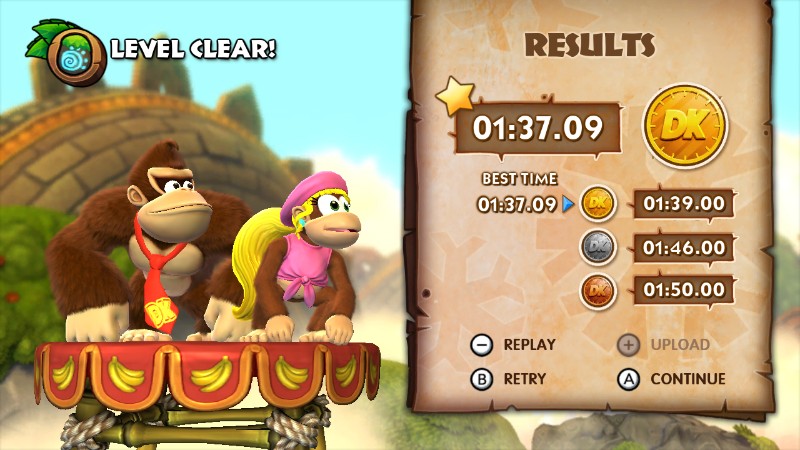 LEVEL CLEAR!
RESULTS
01:37.09
DK
BEST TIME
01:37.09
DK
01:39.00
DK
01:46.00
DK
01:50.00
DK
− REPLAY
+ UPLOAD
B RETRY
A CONTINUE